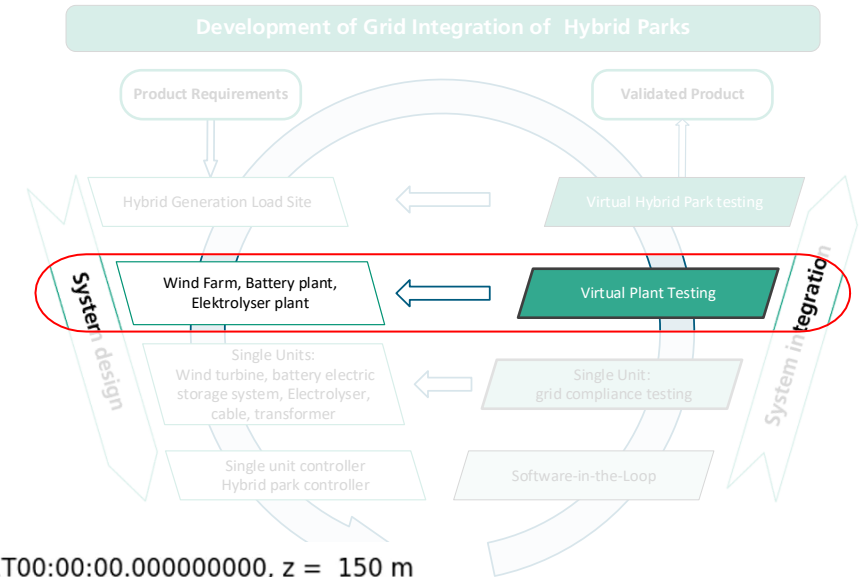 Development of Grid Integration of Hybrid Parks
Product Requirements
Validated Product
Hybrid Generation Load Site
Virtual Hybrid Park testing
System design
Wind Farm, Battery plant,
Elektrolyser plant
Virtual Plant Testing
System integration
Single Units:
Wind turbine, battery electric
storage system, Electrolyser,
cable, transformer
Single Unit:
grid compliance testing
Single unit controller
Hybrid park controller
Software-in-the-Loop
T00:00:00.000000000, z = 150 m